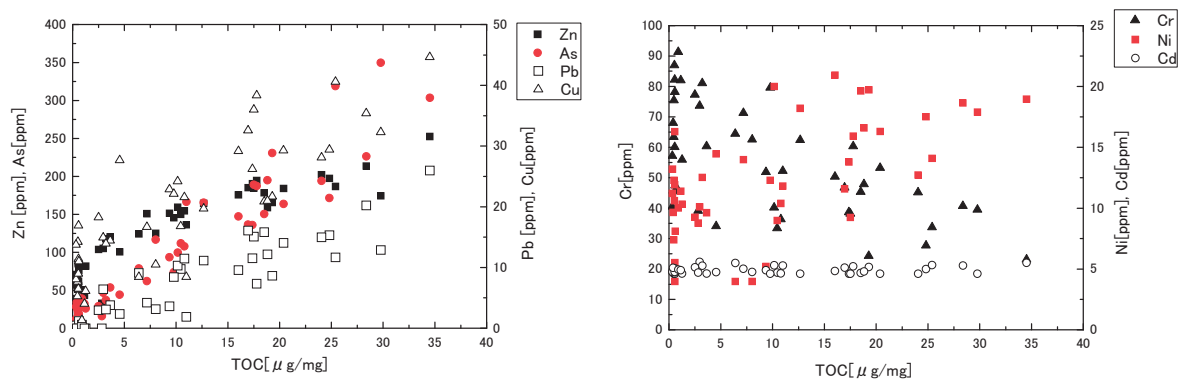 400
350
300
250
200
150
100
50
0
Zn [ppm], As[ppm]
50
40
30
20
10
0
Pb [ppm], Cu[ppm]
0 5 10 15 20 25 30 35 40
TOC[μg/mg]
Zn
As
Pb
Cu
100
90
80
70
60
50
40
30
20
10
0
Cr[ppm]
25
20
15
10
5
0
Ni[ppm], Cd[ppm]
0 5 10 15 20 25 30 35 40
TOC[μg/mg]
Cr
Ni
Cd